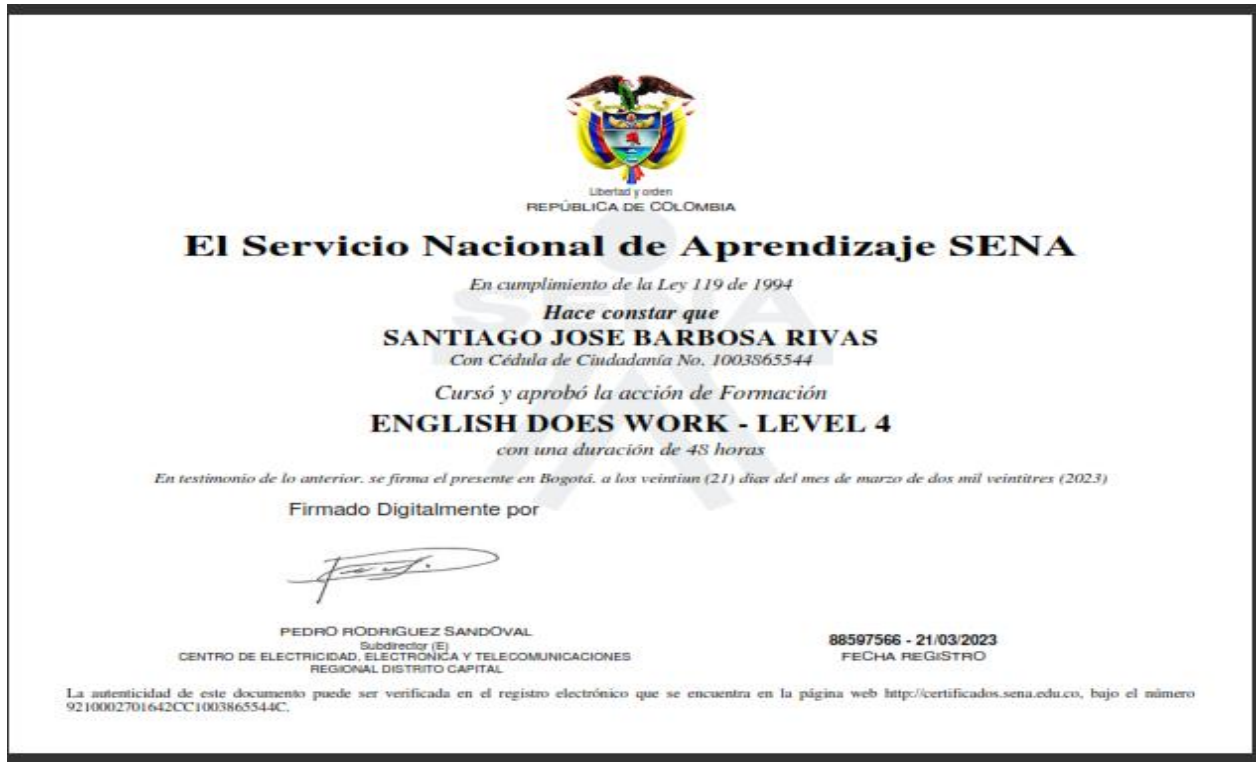 Libertad y orden
REPÚBLICA DE COLOMBIA
El Servicio Nacional de Aprendizaje SENA
En cumplimiento de la Ley 119 de 1994
SENA
Hace constar que
SANTIAGO JOSE BARBOSA RIVAS
Con Cédula de Ciudadanía No. 1003865544
Cursó y aprobó la acción de Formación
ENGLISH DOES WORK - LEVEL 4
con una duración de 48 horas
En testimonio de lo anterior. se firma el presente en Bogotá. a los veintiun (21) dias del mes de marzo de dos mil veintitres (2023)
Firmado Digitalmente por
PEDRO RODRIGUEZ SANDOVAL
Subdirector (E)
CENTRO DE ELECTRICIDAD, ELECTRONICA Y TELECOMUNICACIONES
REGIONAL DISTRITO CAPITAL
88597566 - 21/03/2023
FECHA REGISTRO
La autenticidad de este documento puede ser verificada en el registro electrónico que se encuentra en la página web http://certificados.sena.edu.co, bajo el número
9210002701642CC1003865544C.